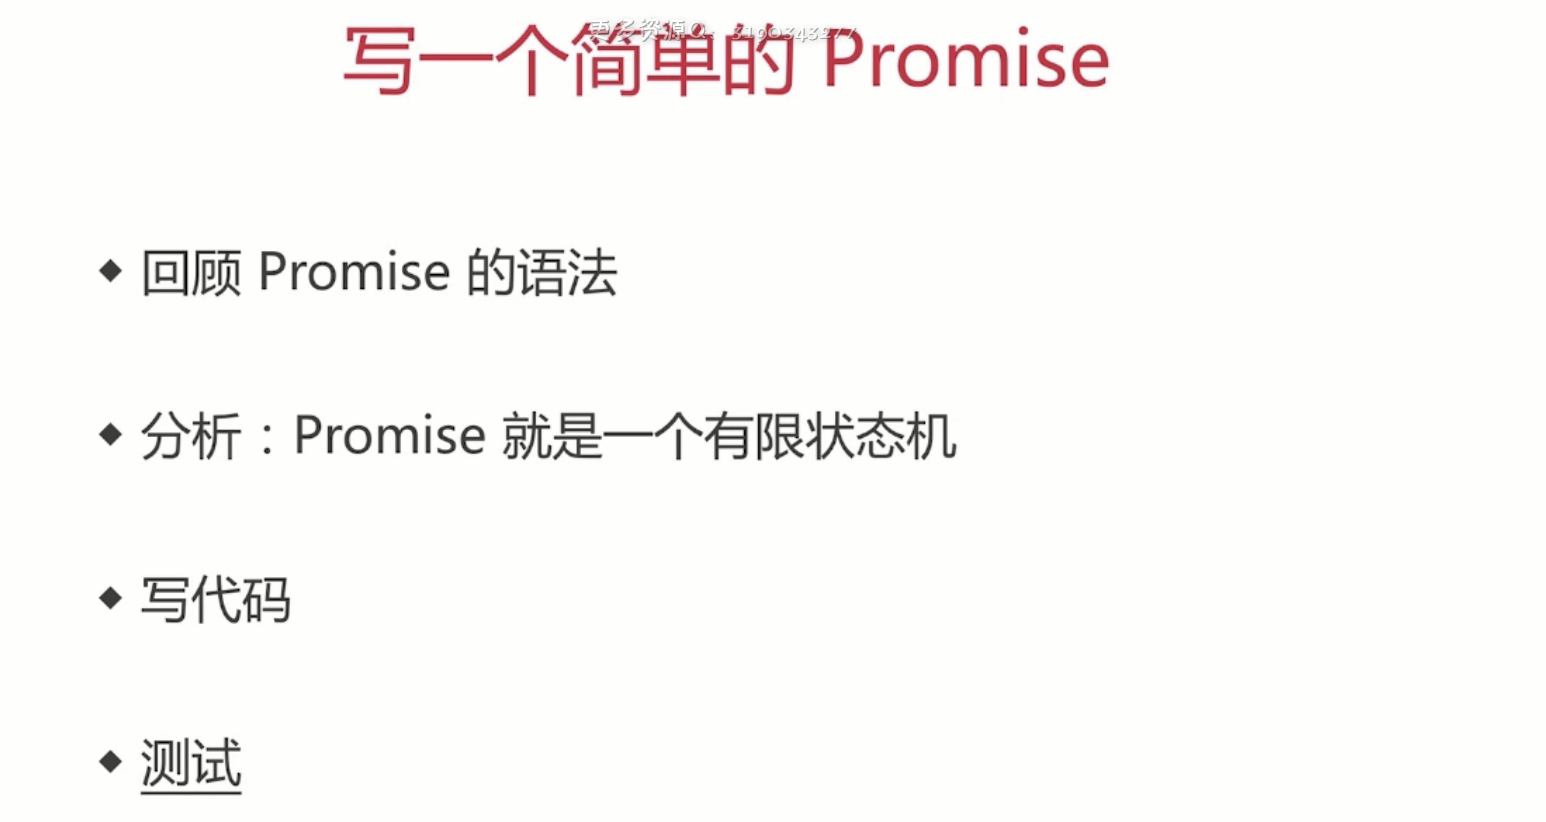 更多资源Q：3190343277
写一个简单的 Promise
◆ 回顾 Promise 的语法
◆ 分析：Promise 就是一个有限状态机
◆ 写代码
◆ 测试